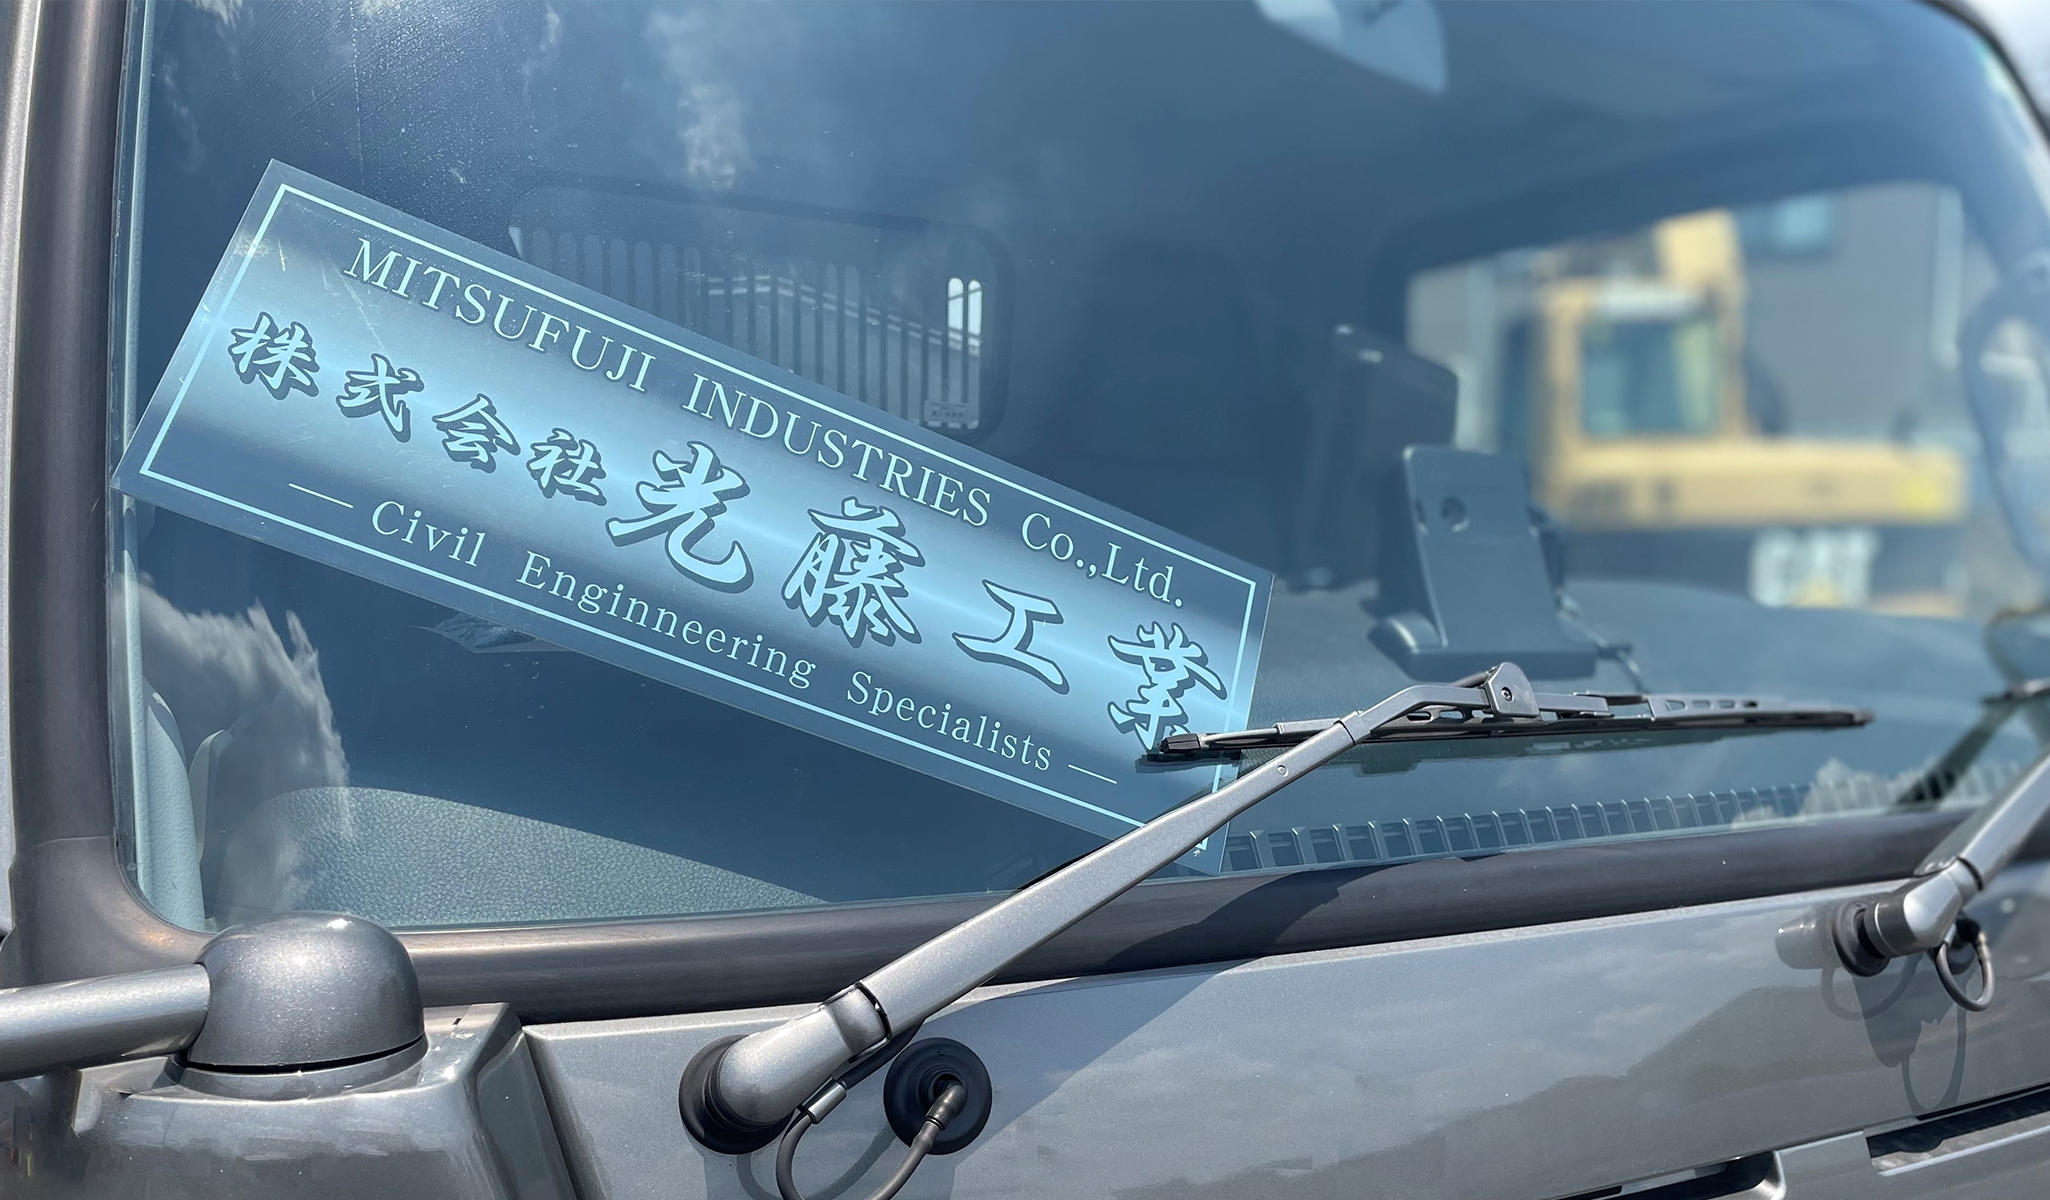 MITSUFUJI INDUSTRIES Co.,Ltd.
株式会社光藤工業
— Civil Enginneering Specialists —